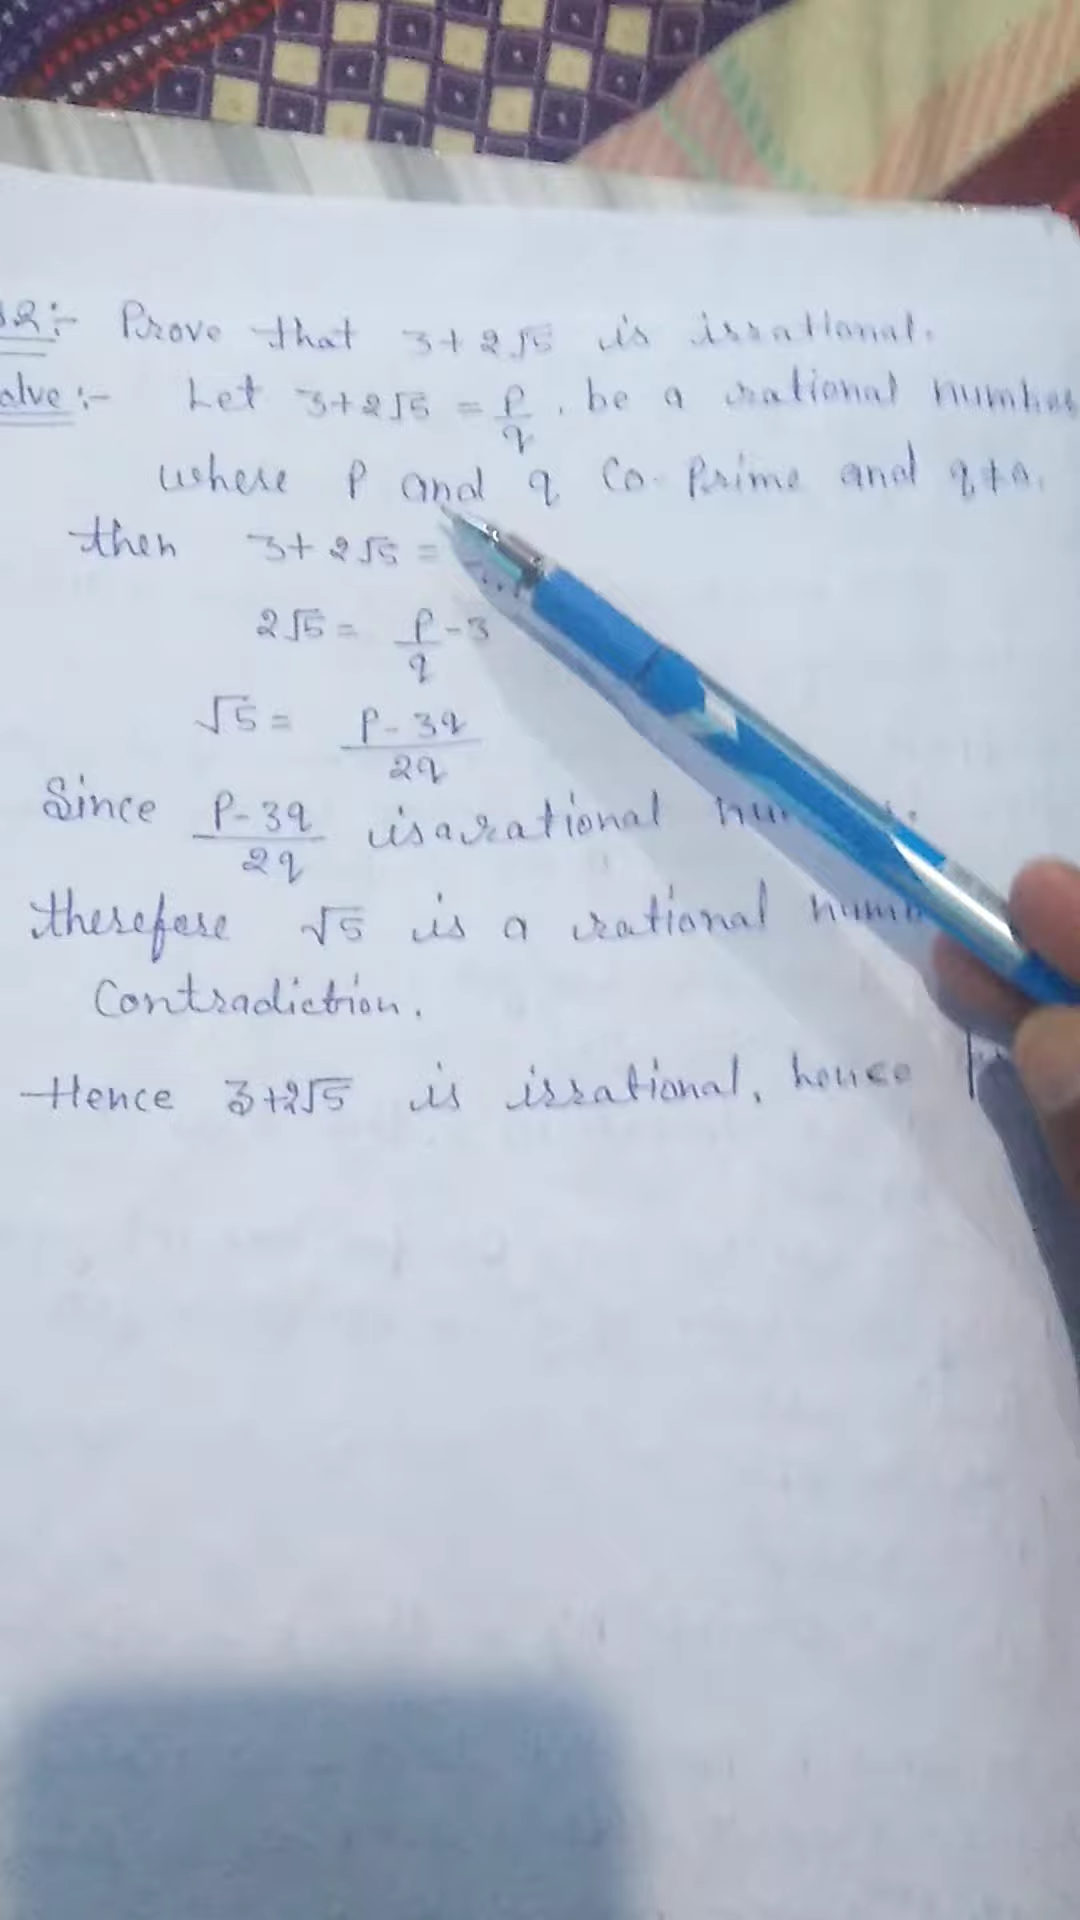 2:- Prove that 3+2√5 is irrational.
olve:- Let 3+2√5 = P/q, be a rational number
where P and q Co-Prime and q≠0.
then 3+2√5 =
2√5 = P/q - 3
√5 = P-3q/2q
Since P-3q/2q is a rational
therefore √5 is a rational
Contradiction.
Hence 3+2√5 is irrational, hence